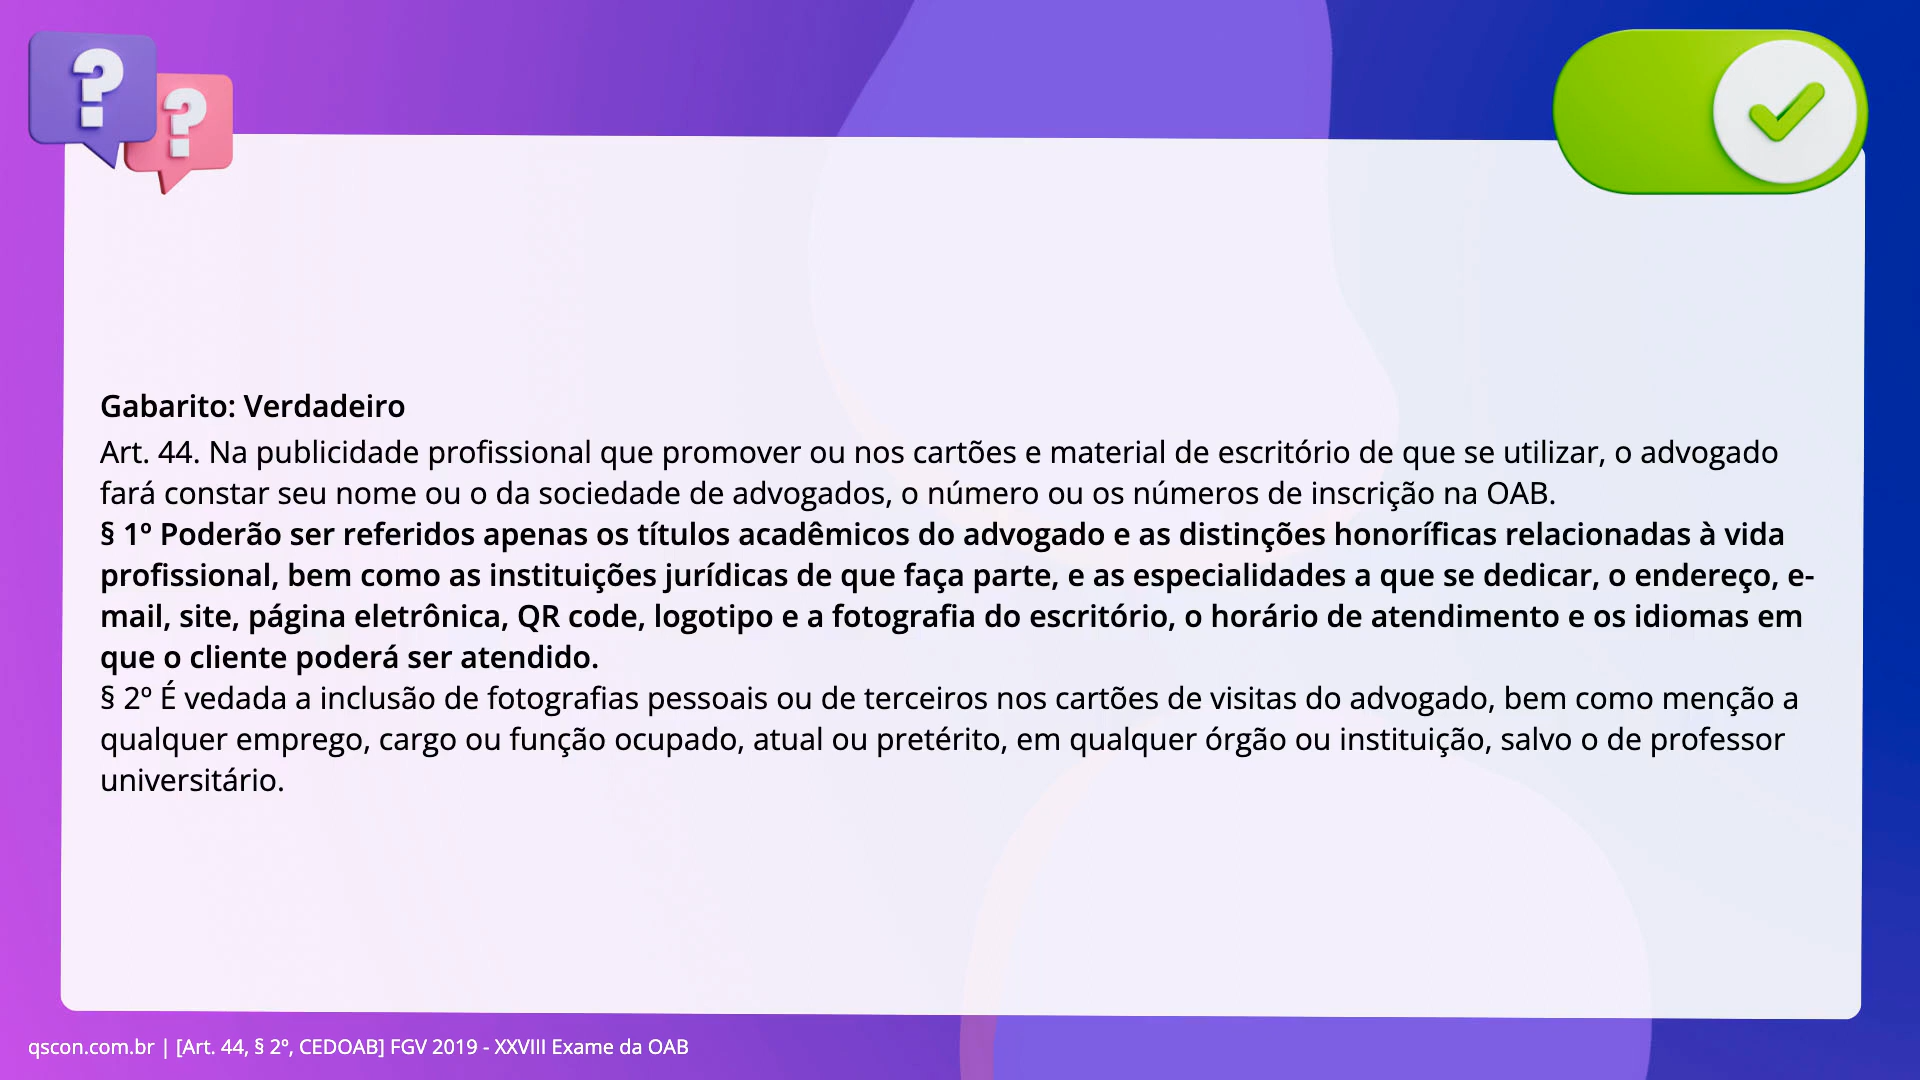 ?
?
Gabarito: Verdadeiro
Art. 44. Na publicidade profissional que promover ou nos cartões e material de escritório de que se utilizar, o advogado
fará constar seu nome ou o da sociedade de advogados, o número ou os números de inscrição na OAB.
§ 1º Poderão ser referidos apenas os títulos acadêmicos do advogado e as distinções honoríficas relacionadas à vida
profissional, bem como as instituições jurídicas de que faça parte, e as especialidades a que se dedicar, o endereço, e-
mail, site, página eletrônica, QR code, logotipo e a fotografia do escritório, o horário de atendimento e os idiomas em
que o cliente poderá ser atendido.
§ 2º É vedada a inclusão de fotografias pessoais ou de terceiros nos cartões de visitas do advogado, bem como menção a
qualquer emprego, cargo ou função ocupado, atual ou pretérito, em qualquer órgão ou instituição, salvo o de professor
universitário.
qscon.com.br | [Art. 44, § 2º, CEDOAB] FGV 2019 - XXVIII Exame da OAB